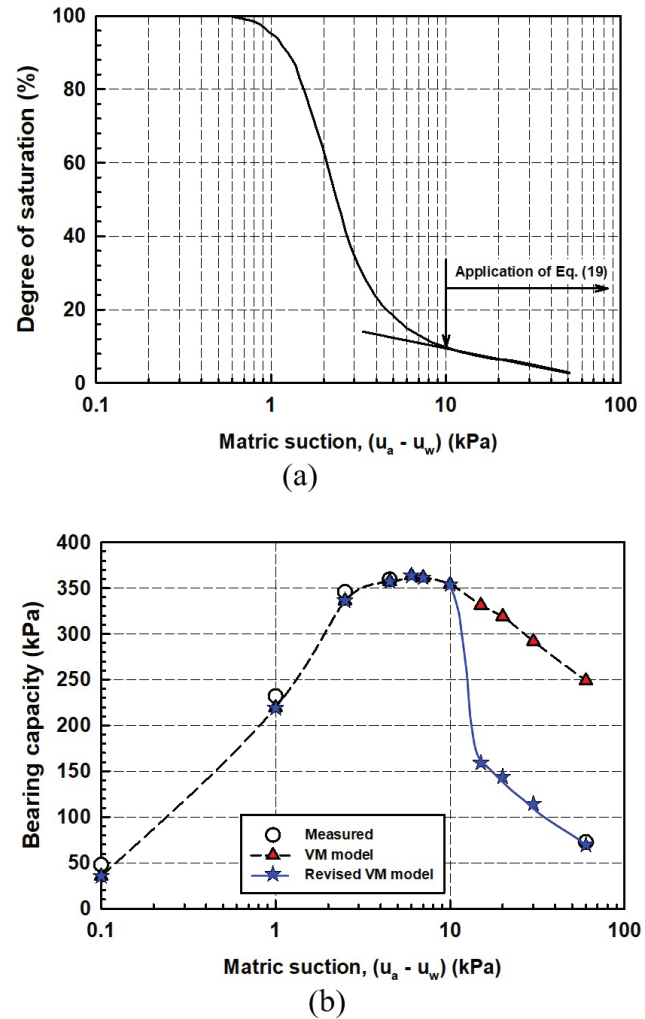 100
80
60
40
20
0
Degree of saturation (%)
Application of Eq. (19)
0.1 1 10 100
Matric suction, (uₐ - u_w) (kPa)
(a)
400
350
300
250
200
150
100
50
0
Bearing capacity (kPa)
Measured
VM model
Revised VM model
0.1 1 10 100
Matric suction, (uₐ - u_w) (kPa)
(b)